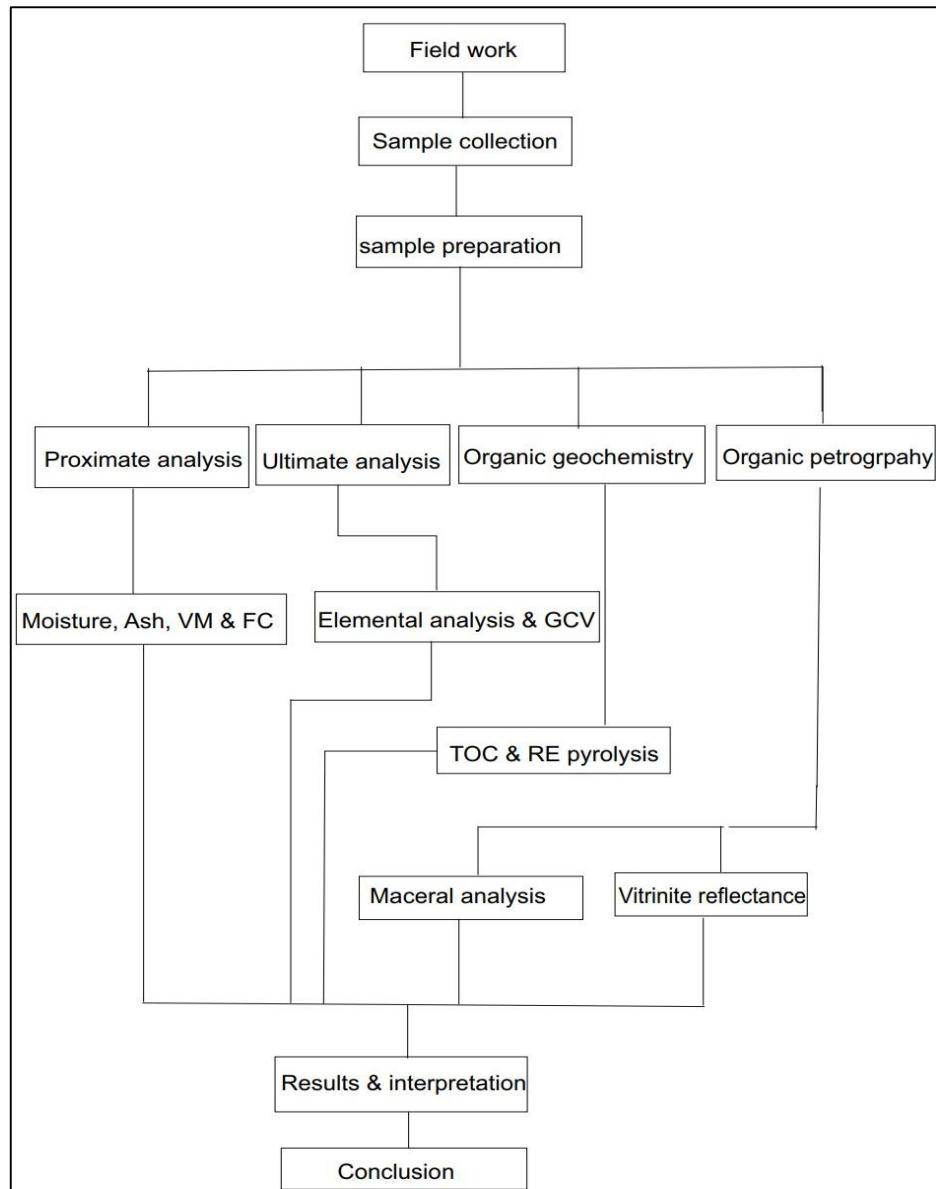 Field work
Sample collection
sample preparation
Proximate analysis
Ultimate analysis
Organic geochemistry
Organic petrogrpahy
Moisture, Ash, VM & FC
Elemental analysis & GCV
TOC & RE pyrolysis
Maceral analysis
Vitrinite reflectance
Results & interpretation
Conclusion